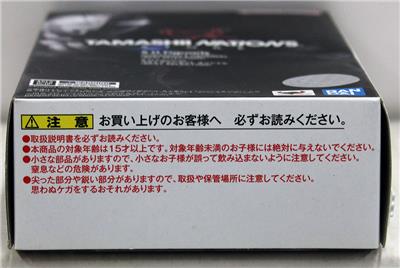 TAMASHII NATIONS
BAN
DAI
注意 お買い上げのお客様へ 必ずお読みください。
●取扱説明書を必ずお読みください。
●本商品の対象年齢は15才以上です。対象年齢未満のお子様には絶対に与えないでください。
●小さな部品がありますので、小さなお子様が誤って飲み込まないように注意してください。
窒息などの危険があります。
●尖った部分や鋭い部分がありますので、取扱や保管場所に注意してください。
思わぬケガをするおそれがあります。